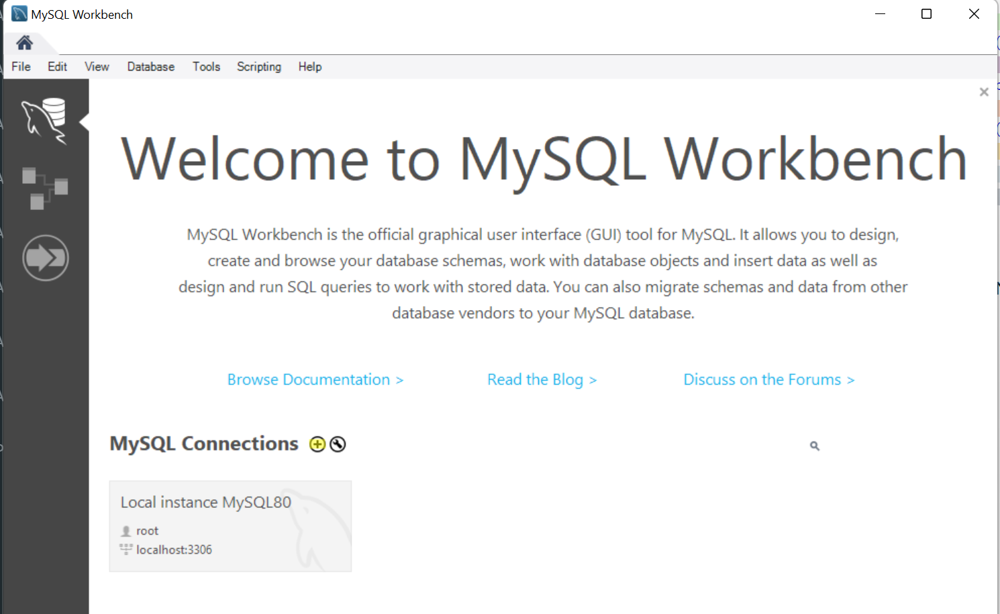 MySQL Workbench
File Edit View Database Tools Scripting Help
Welcome to MySQL Workbench
MySQL Workbench is the official graphical user interface (GUI) tool for MySQL. It allows you to design,
create and browse your database schemas, work with database objects and insert data as well as
design and run SQL queries to work with stored data. You can also migrate schemas and data from other
database vendors to your MySQL database.
Browse Documentation > Read the Blog > Discuss on the Forums >
MySQL Connections
Local instance MySQL80
root
localhost:3306